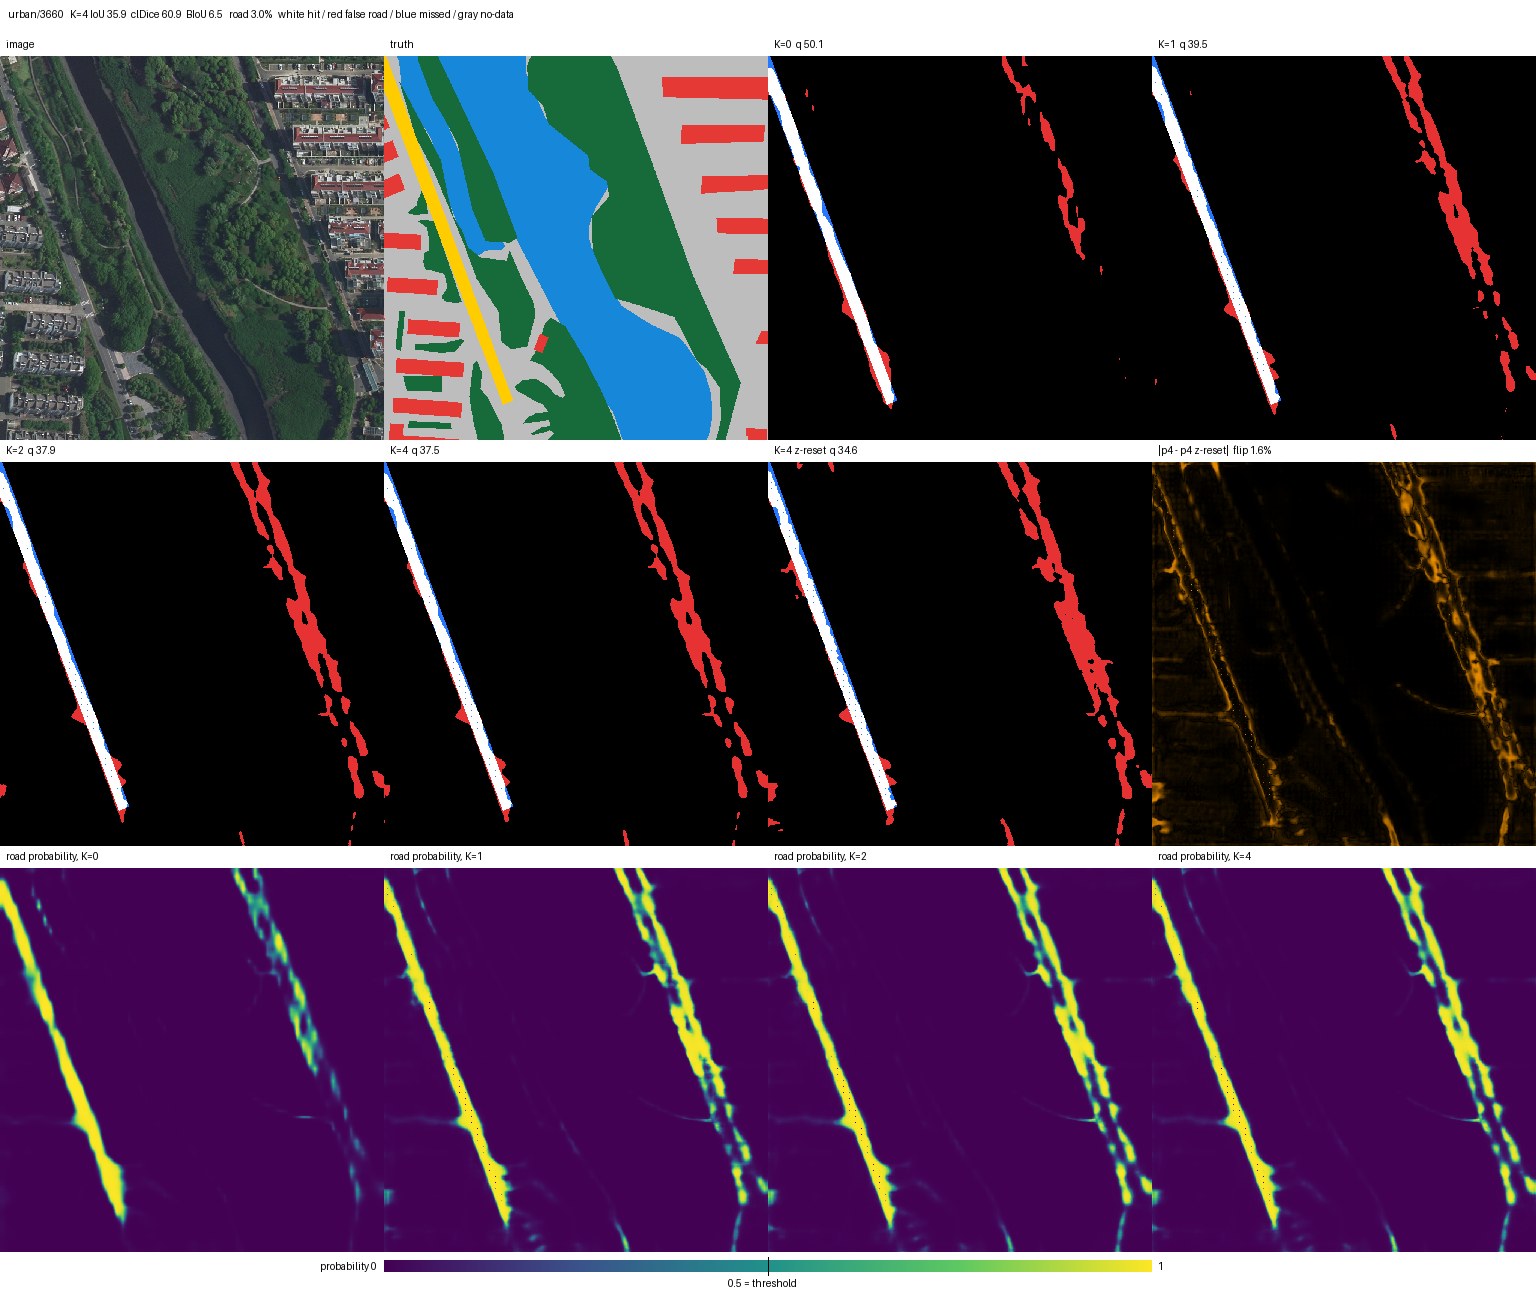 urban/3660 K=4 IoU 35.9 clDice 60.9 BIoU 6.5 road 3.0% white hit / red false road / blue missed / gray no-data
image
truth
K=0 q 50.1
K=1 q 39.5
K=2 q 37.9
K=4 q 37.5
K=4 z-reset q 34.6
|p4 - p4 z-reset| flip 1.6%
road probability, K=0
road probability, K=1
road probability, K=2
road probability, K=4
probability 0
1
0.5 = threshold